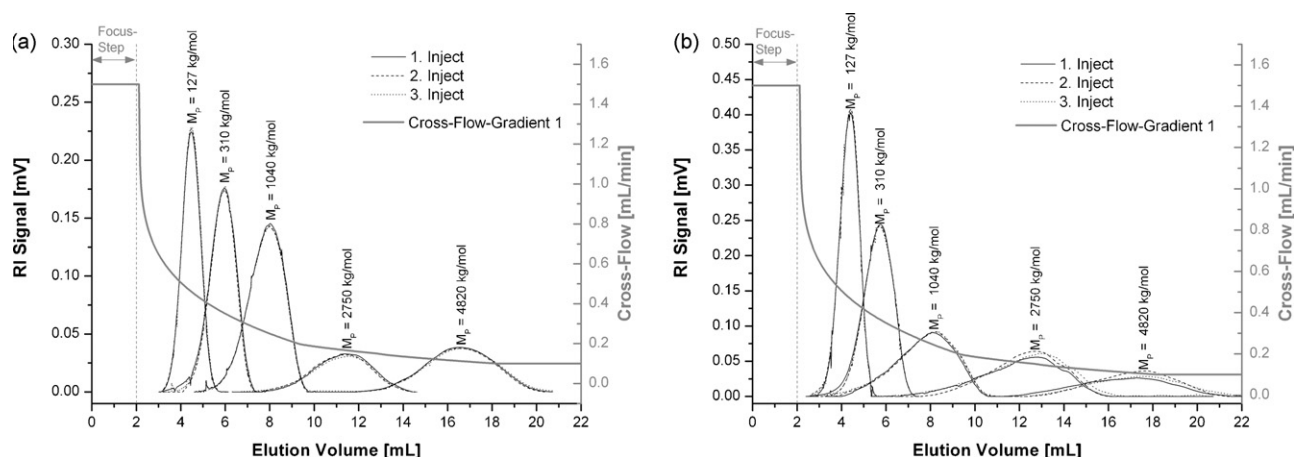 (a)
Focus-
Step
0.30
0.25
0.20
0.15
0.10
0.05
0.00
RI Signal [mV]
M_P = 127 kg/mol
M_P = 310 kg/mol
M_P = 1040 kg/mol
M_P = 2750 kg/mol
M_P = 4820 kg/mol
1. Inject
2. Inject
3. Inject
Cross-Flow-Gradient 1
1.6
1.4
1.2
1.0
0.8
0.6
0.4
0.2
0.0
Cross-Flow [mL/min]
0 2 4 6 8 10 12 14 16 18 20 22
Elution Volume [mL]
(b)
Focus-
Step
0.50
0.45
0.40
0.35
0.30
0.25
0.20
0.15
0.10
0.05
0.00
RI Signal [mV]
M_P = 127 kg/mol
M_P = 310 kg/mol
M_P = 1040 kg/mol
M_P = 2750 kg/mol
M_P = 4820 kg/mol
1. Inject
2. Inject
3. Inject
Cross-Flow-Gradient 1
1.6
1.4
1.2
1.0
0.8
0.6
0.4
0.2
0.0
Cross-Flow [mL/min]
0 2 4 6 8 10 12 14 16 18 20 22
Elution Volume [mL]